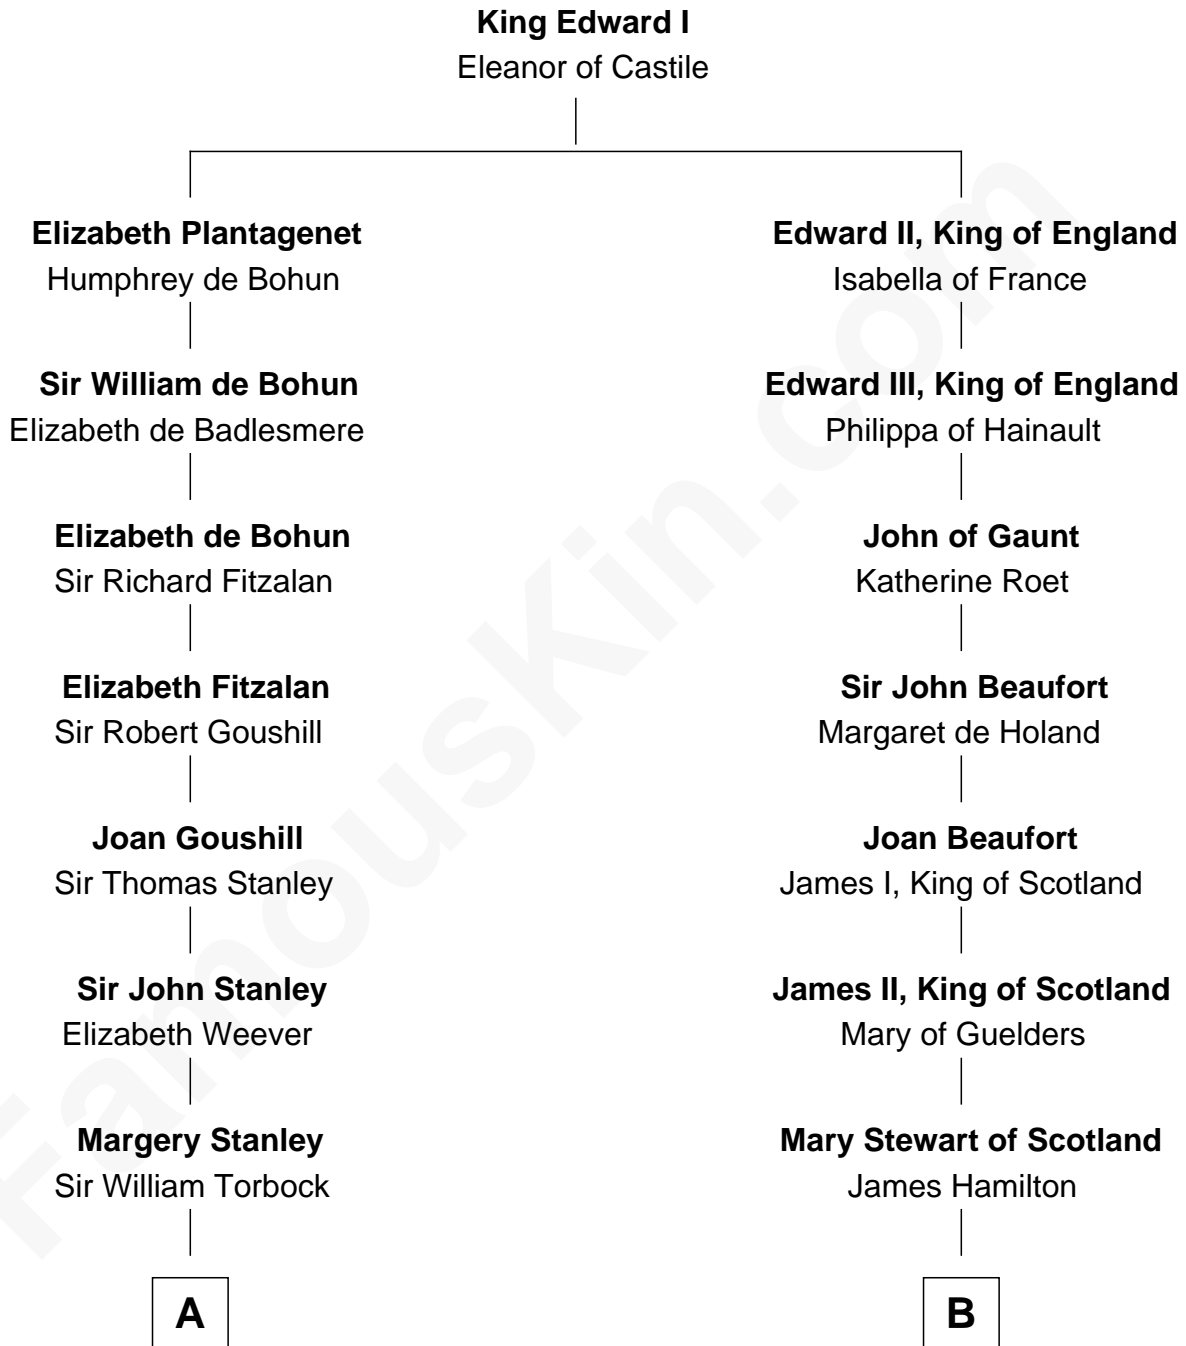 King Edward I
Eleanor of Castile
Elizabeth Plantagenet
Humphrey de Bohun
Edward II, King of England
Isabella of France
Sir William de Bohun
Elizabeth de Badlesmere
Edward III, King of England
Philippa of Hainault
Elizabeth de Bohun
Sir Richard Fitzalan
John of Gaunt
Katherine Roet
Elizabeth Fitzalan
Sir Robert Goushill
Sir John Beaufort
Margaret de Holand
Joan Goushill
Sir Thomas Stanley
Joan Beaufort
James I, King of Scotland
Sir John Stanley
Elizabeth Weever
James II, King of Scotland
Mary of Guelders
Margery Stanley
Sir William Torbock
Mary Stewart of Scotland
James Hamilton
A
B
FamousKin.com